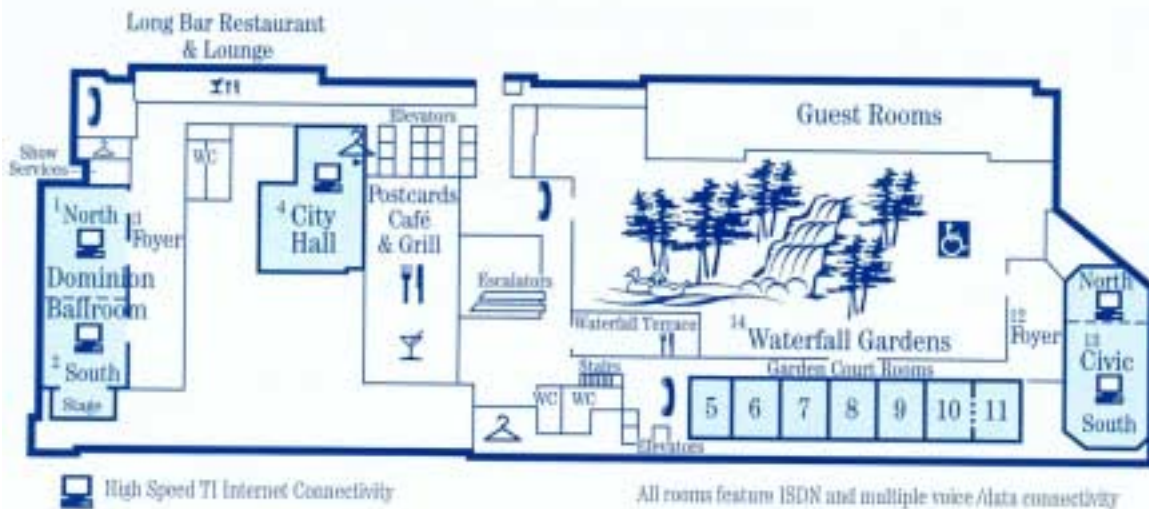 Long Bar Restaurant
& Lounge
Elevators
Guest Rooms
Show
Services
WC
1 North
3
Foyer
4 City
Hall
Postcards
Café
& Grill
Dominion
Ballroom
Escalators
North
12
Foyer
Waterfall Terrace
14
Waterfall Gardens
13
Civic
2 South
Stairs
Garden Court Rooms
Stage
WC
WC
5
6
7
8
9
10
11
South
Elevators
High Speed T1 Internet Connectivity
All rooms feature ISDN and multiple voice/data connectivity